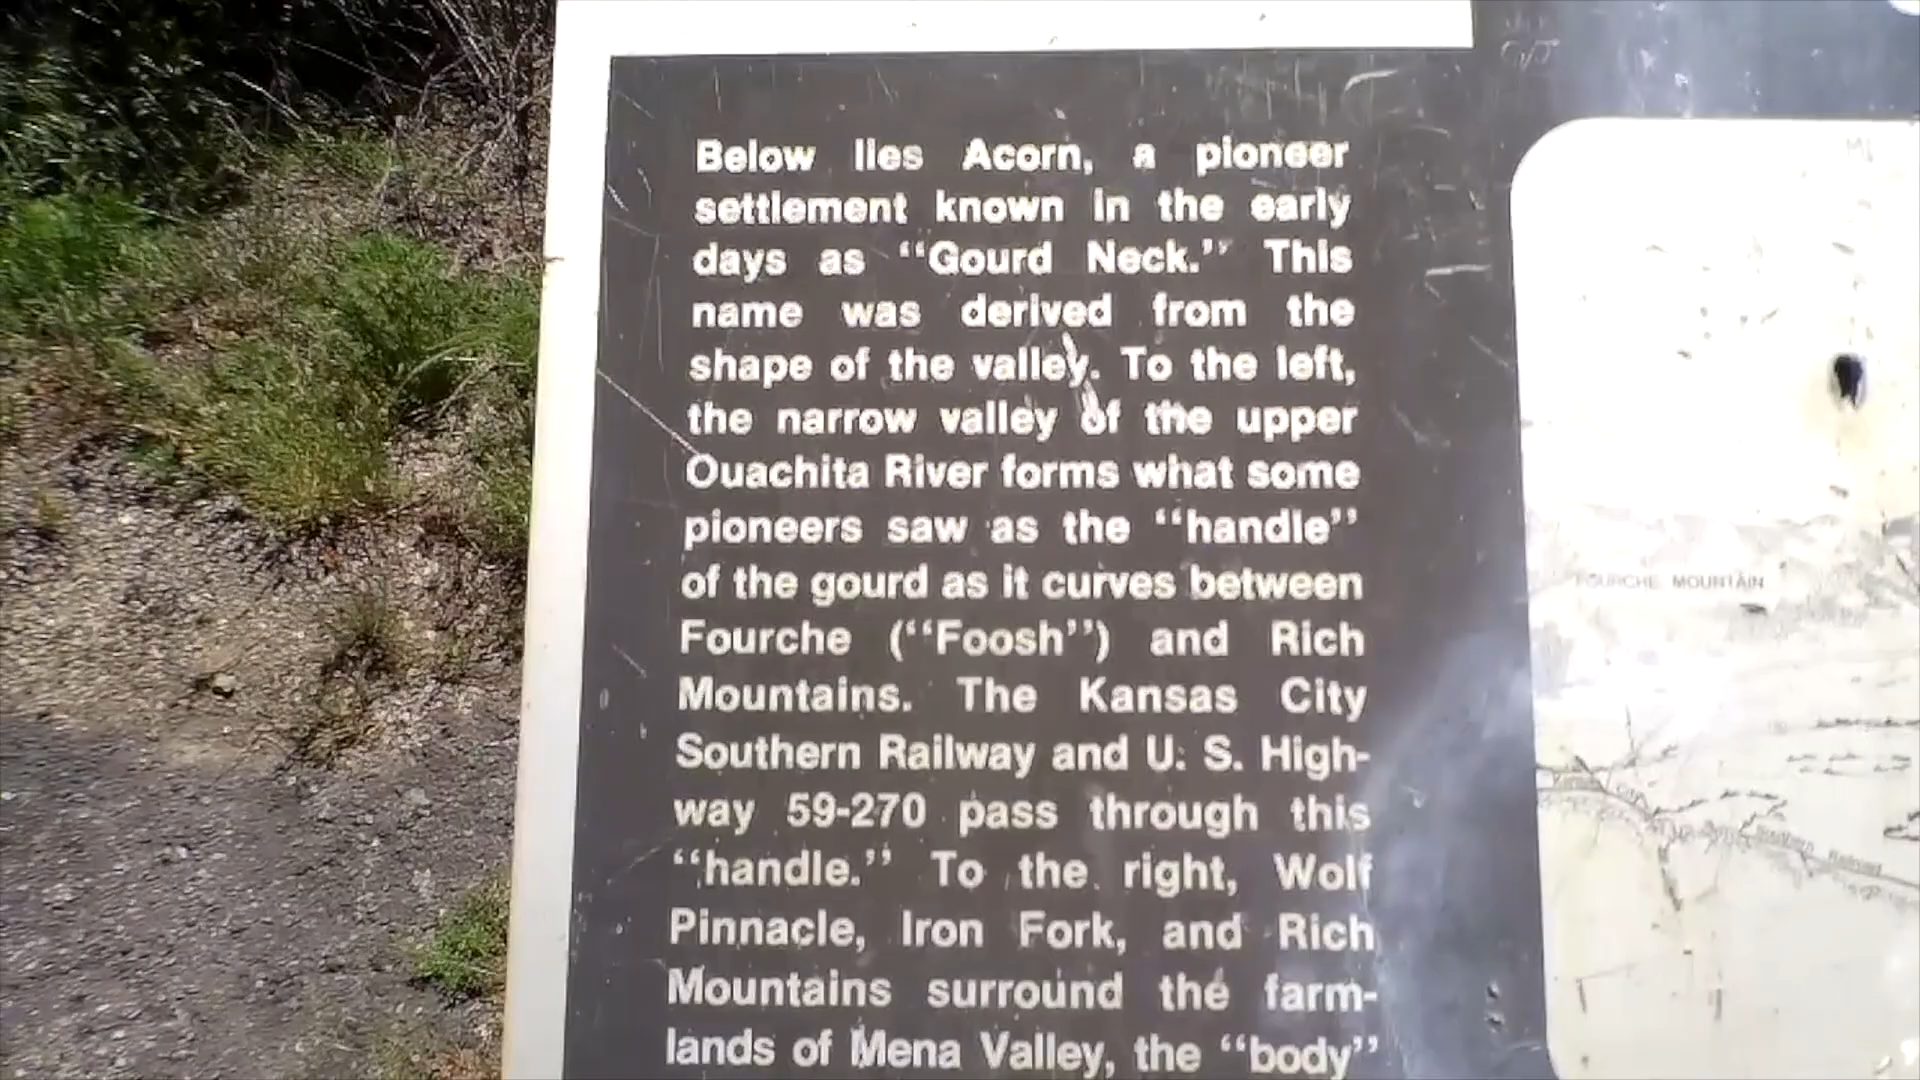 Below lies Acorn, a pioneer
settlement known in the early
days as “Gourd Neck.” This
name was derived from the
shape of the valley. To the left,
the narrow valley of the upper
Ouachita River forms what some
pioneers saw as the “handle”
of the gourd as it curves between
Fourche (“Foosh”) and Rich
Mountains. The Kansas City
Southern Railway and U. S. High-
way 59-270 pass through this
“handle.” To the right, Wolf
Pinnacle, Iron Fork, and Rich
Mountains surround the farm-
lands of Mena Valley, the “body”
FOURCHE MOUNTAIN
Southern Railroad